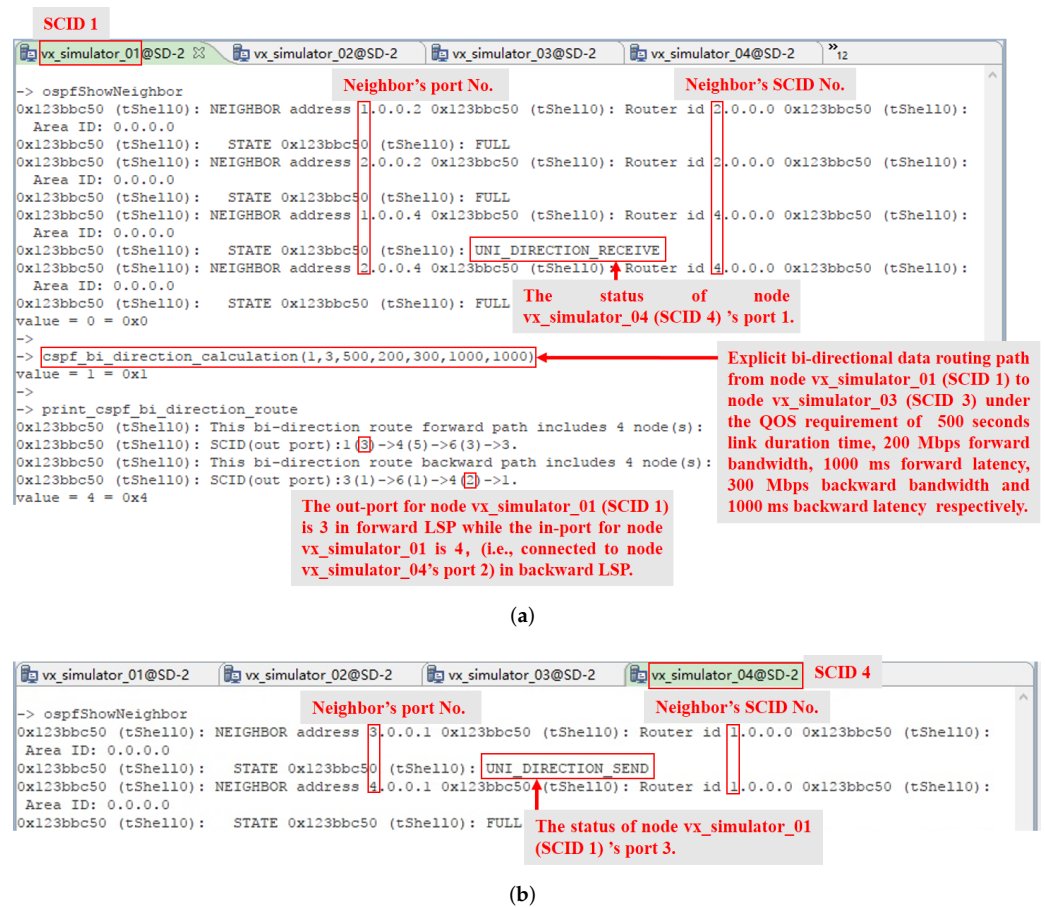 SCID 1
vx_simulator_01@SD-2 vx_simulator_02@SD-2 vx_simulator_03@SD-2 vx_simulator_04@SD-2 »12
Neighbor's port No. Neighbor's SCID No.
-> ospfShowNeighbor
0x123bbc50 (tShell0): NEIGHBOR address 1.0.0.2 0x123bbc50 (tShell0): Router id 2.0.0.0 0x123bbc50 (tShell0):
Area ID: 0.0.0.0
0x123bbc50 (tShell0): STATE 0x123bbc50 (tShell0): FULL
0x123bbc50 (tShell0): NEIGHBOR address 2.0.0.2 0x123bbc50 (tShell0): Router id 2.0.0.0 0x123bbc50 (tShell0):
Area ID: 0.0.0.0
0x123bbc50 (tShell0): STATE 0x123bbc50 (tShell0): FULL
0x123bbc50 (tShell0): NEIGHBOR address 1.0.0.4 0x123bbc50 (tShell0): Router id 4.0.0.0 0x123bbc50 (tShell0):
Area ID: 0.0.0.0
0x123bbc50 (tShell0): STATE 0x123bbc50 (tShell0): UNI_DIRECTION_RECEIVE
0x123bbc50 (tShell0): NEIGHBOR address 2.0.0.4 0x123bbc50 (tShell0): Router id 4.0.0.0 0x123bbc50 (tShell0):
Area ID: 0.0.0.0
0x123bbc50 (tShell0): STATE 0x123bbc50 (tShell0): FULL
value = 0 = 0x0
The status of node
vx_simulator_04 (SCID 4) 's port 1.
->
-> cspf_bi_direction_calculation(1,3,500,200,300,1000,1000)
value = 1 = 0x1
->
-> print_cspf_bi_direction_route
0x123bbc50 (tShell0): This bi-direction route forward path includes 4 node(s):
0x123bbc50 (tShell0): SCID(out port):1(3)->4(5)->6(3)->3.
0x123bbc50 (tShell0): This bi-direction route backward path includes 4 node(s):
0x123bbc50 (tShell0): SCID(out port):3(1)->6(1)->4(2)->1.
value = 4 = 0x4
Explicit bi-directional data routing path
from node vx_simulator_01 (SCID 1) to
node vx_simulator_03 (SCID 3) under
the QOS requirement of 500 seconds
link duration time, 200 Mbps forward
bandwidth, 1000 ms forward latency,
300 Mbps backward bandwidth and
1000 ms backward latency respectively.
The out-port for node vx_simulator_01 (SCID 1)
is 3 in forward LSP while the in-port for node
vx_simulator_01 is 4, (i.e., connected to node
vx_simulator_04's port 2) in backward LSP.
(a)
vx_simulator_01@SD-2 vx_simulator_02@SD-2 vx_simulator_03@SD-2 vx_simulator_04@SD-2 SCID 4
Neighbor's port No. Neighbor's SCID No.
-> ospfShowNeighbor
0x123bbc50 (tShell0): NEIGHBOR address 3.0.0.1 0x123bbc50 (tShell0): Router id 1.0.0.0 0x123bbc50 (tShell0):
Area ID: 0.0.0.0
0x123bbc50 (tShell0): STATE 0x123bbc50 (tShell0): UNI_DIRECTION_SEND
0x123bbc50 (tShell0): NEIGHBOR address 4.0.0.1 0x123bbc50 (tShell0): Router id 1.0.0.0 0x123bbc50 (tShell0):
Area ID: 0.0.0.0
0x123bbc50 (tShell0): STATE 0x123bbc50 (tShell0): FULL
The status of node vx_simulator_01
(SCID 1) 's port 3.
(b)